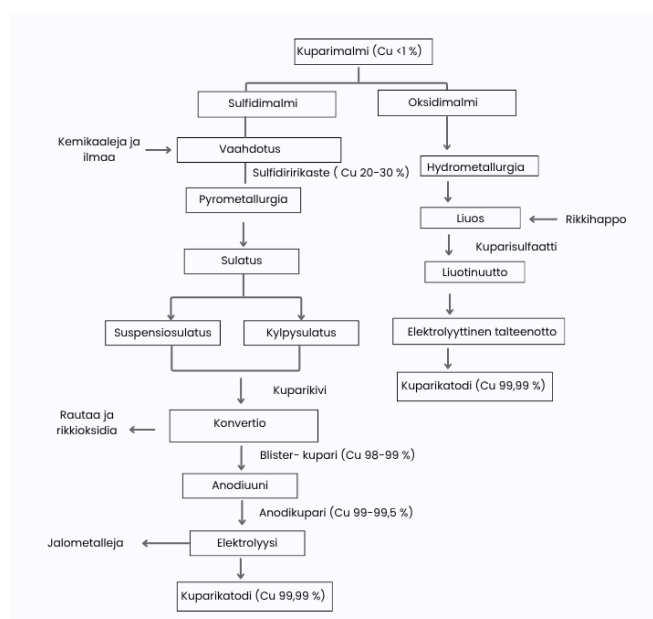 Kuparimalmi (Cu <1 %)
Sulfidimalmi
Oksidimalmi
Kemikaaleja ja
ilmaa
Vaahdotus
Sulfidiririkaste ( Cu 20-30 %)
Hydrometallurgia
Pyrometallurgia
Liuos
Rikkihappo
Kuparisulfaatti
Sulatus
Liuotinuutto
Suspensiosulatus
Kylpysulatus
Elektrolyyttinen talteenotto
Kuparikivi
Kuparikatodi (Cu 99,99 %)
Rautaa ja
rikkioksidia
Konvertio
Blister- kupari (Cu 98-99 %)
Anodiuuni
Anodikupari (Cu 99-99,5 %)
Jalometalleja
Elektrolyysi
Kuparikatodi (Cu 99,99 %)